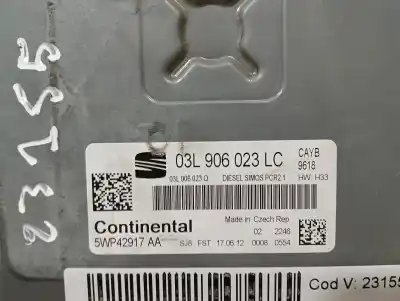 23155
03L 906 023 LC
CAYB
9618
03L 906 023 Q DIESEL SIMOS PCR2.1 HW: H33
Continental
Made in Czech Rep
02 2246
5WP42917 AA SJ8 FST 17.06.12 0008 0554
Cod V: 23155